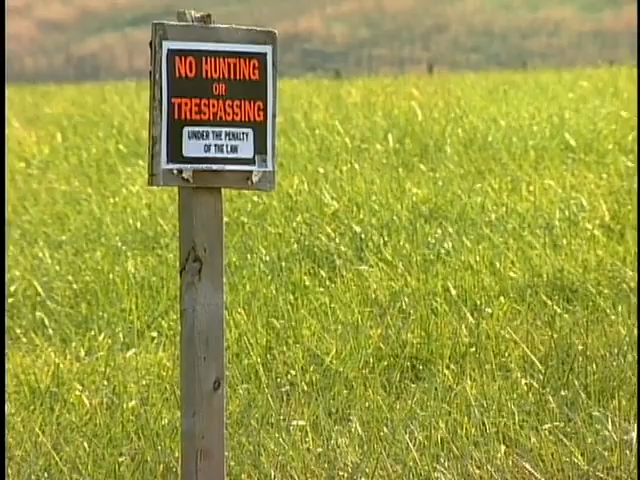 NO HUNTING
OR
TRESPASSING
UNDER THE PENALTY
OF THE LAW